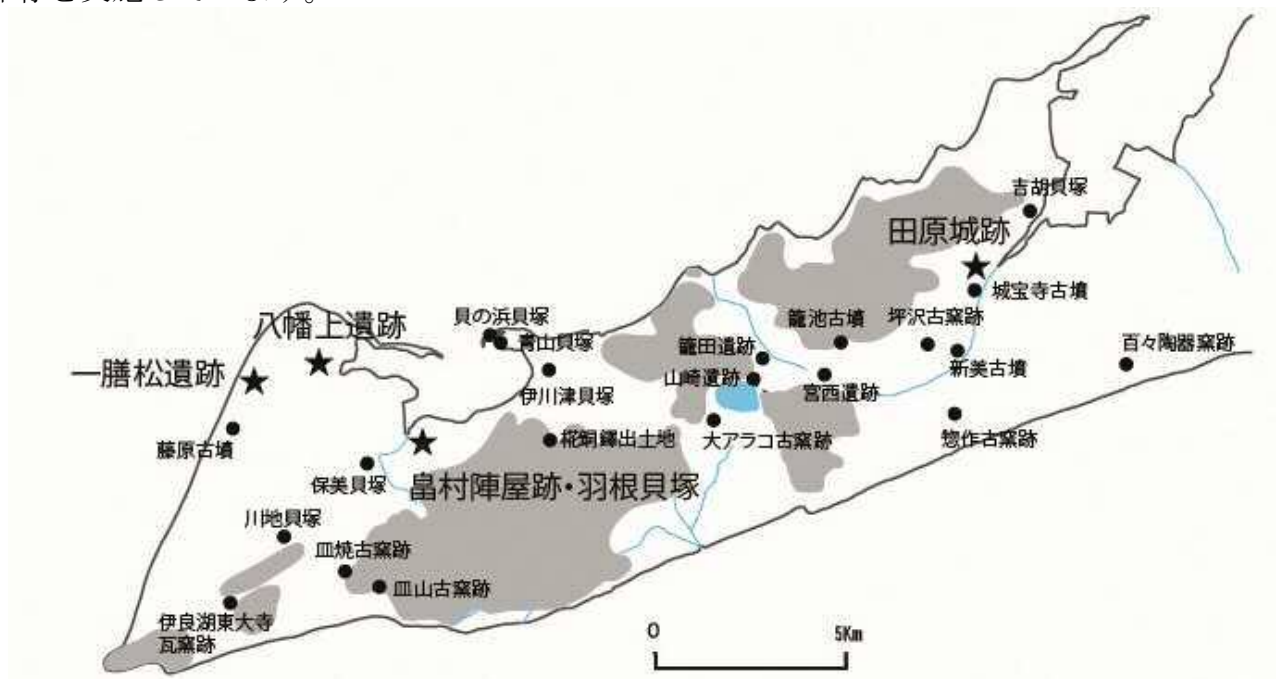 吉胡貝塚
田原城跡
城宝寺古墳
八幡上遺跡
貝の浜貝塚
青山貝塚
籠池古墳
坪沢古窯跡
百々陶器窯跡
一膳松遺跡
籠田遺跡
新美古墳
山崎遺跡
宮西遺跡
伊川津貝塚
藤原古墳
椛銅鐸出土地
大アラコ古窯跡
惣作古窯跡
保美貝塚
畠村陣屋跡・羽根貝塚
川地貝塚
皿焼古窯跡
皿山古窯跡
伊良湖東大寺
瓦窯跡
0 5Km